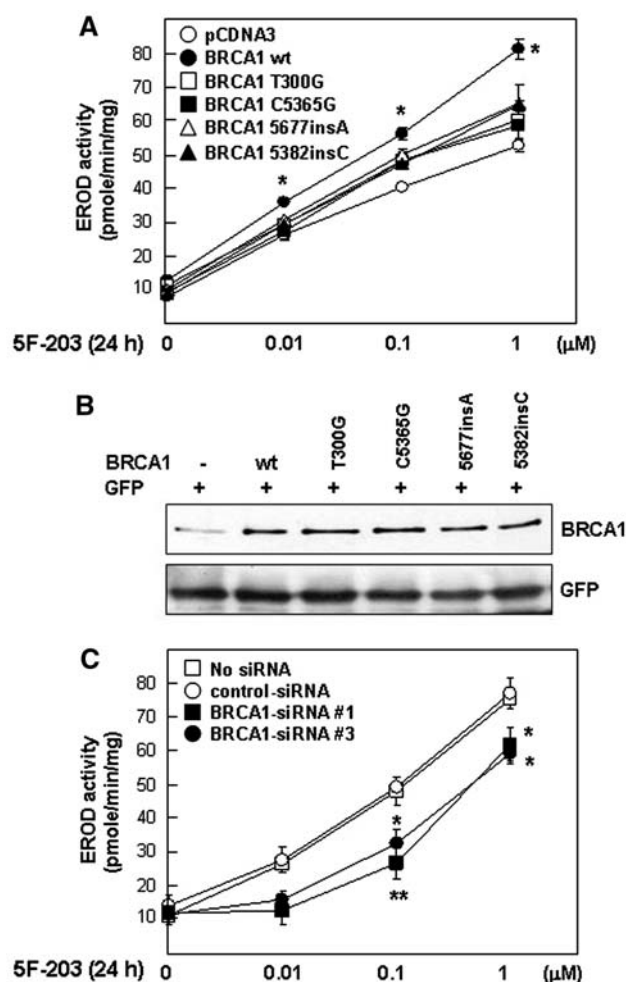 A
pCDNA3
BRCA1 wt
BRCA1 T300G
BRCA1 C5365G
BRCA1 5677insA
BRCA1 5382insC
EROD activity
(pmole/min/mg)
80
70
60
50
40
30
20
10
*
*
*
5F-203 (24 h)
0
0.01
0.1
1
(μM)
B
BRCA1
-
wt
T300G
C5365G
5677insA
5382insC
GFP
+
+
+
+
+
+
BRCA1
GFP
C
No siRNA
control-siRNA
BRCA1-siRNA #1
BRCA1-siRNA #3
EROD activity
(pmole/min/mg)
80
70
60
50
40
30
20
10
*
**
*
*
5F-203 (24 h)
0
0.01
0.1
1
(μM)